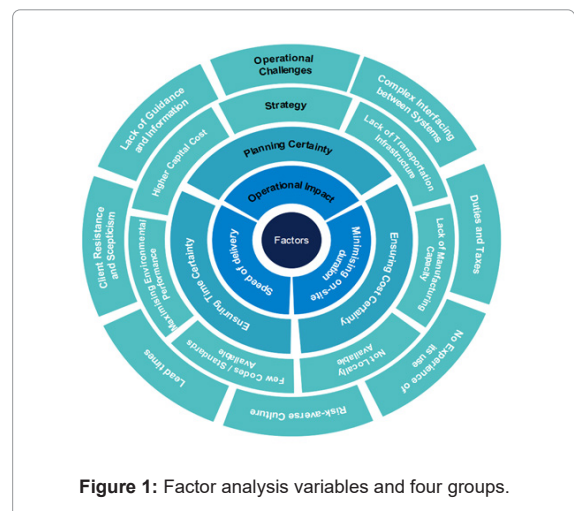 Operational
Challenges
Complex Interfacing
between Systems
Duties and Taxes
No Experience of
its use
Risk-averse Culture
Lead times
Client Resistance
and Scepticism
Lack of Guidance
and Information
Strategy
Lack of Transportation
Infrastructure
Lack of Manufacturing
Capacity
Not Locally
Available
Few Codes / Standards
Available
Maximising Environmental
Performance
Higher Capital Cost
Planning Certainty
Ensuring Cost Certainty
Ensuring Time Certainty
Operational Impact
Minimising on-site
duration
Speed of delivery
Factors
Figure 1: Factor analysis variables and four groups.